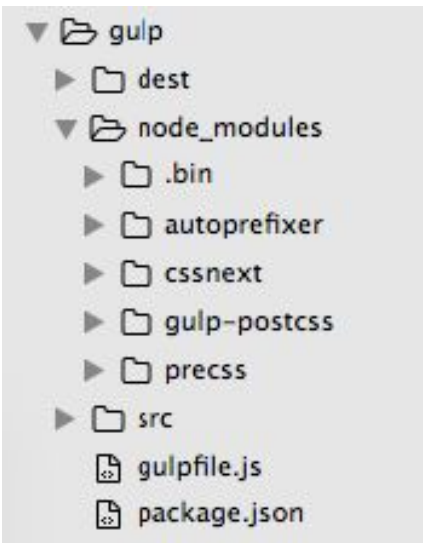 gulp
dest
node_modules
.bin
autoprefixer
cssnext
gulp-postcss
precss
src
gulpfile.js
package.json